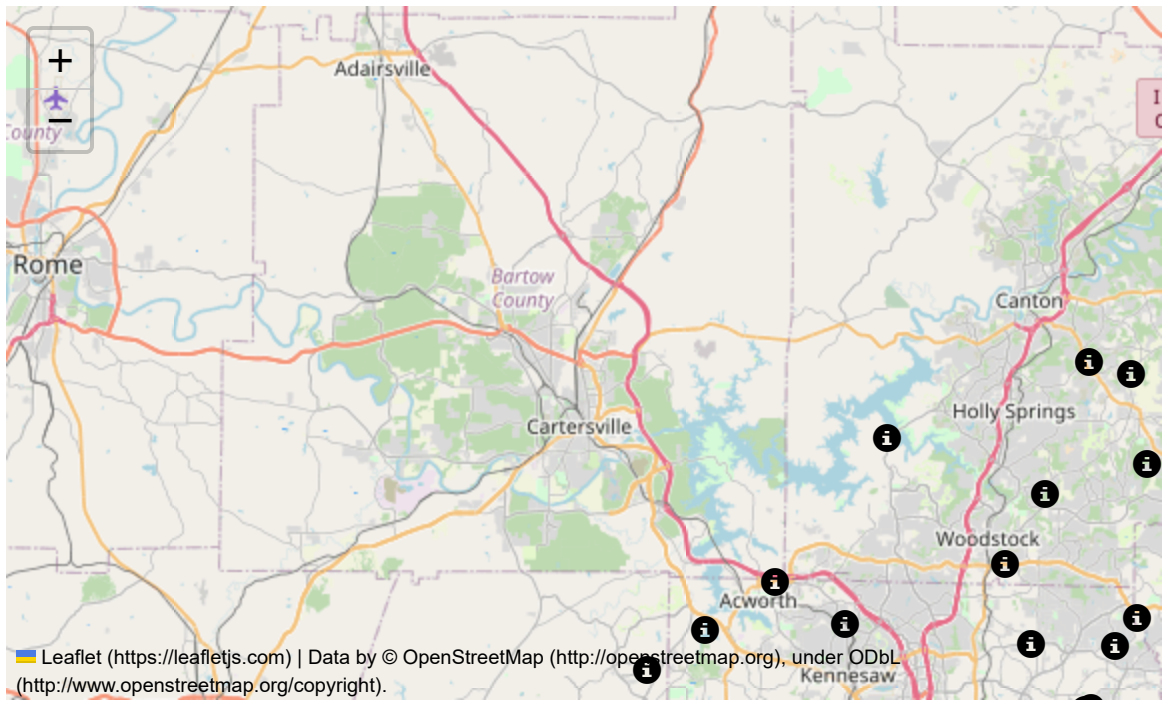 +
−
Adairsville
County
I
C
Rome
Bartow
County
Canton
Holly Springs
Cartersville
Woodstock
Acworth
Leaflet (https://leafletjs.com) | Data by © OpenStreetMap (http://openstreetmap.org), under ODbL
(http://www.openstreetmap.org/copyright).
Kennesaw
i
i
i
i
i
i
i
i
i
i
i
i
i